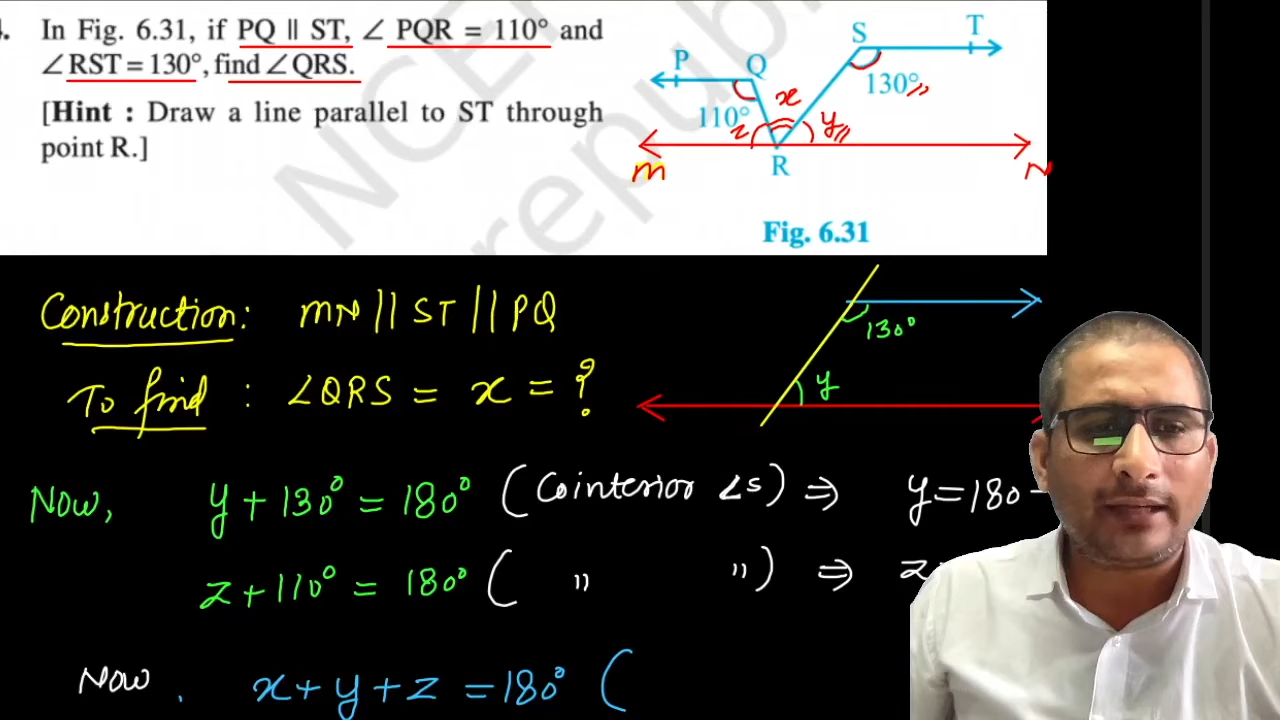 In Fig. 6.31, if PQ || ST, ∠ PQR = 110° and
∠RST = 130°, find ∠QRS.
[Hint : Draw a line parallel to ST through
point R.]
P Q S T
110° z x y 130°
M R N
Fig. 6.31
Construction: MN || ST || PQ
To find : ∠QRS = x = ?
130°
y
Now, y + 130° = 180° (Cointerior ∠s) ⇒ y = 180 -
z + 110° = 180° ( " " ) ⇒ z
Now, x + y + z = 180° (